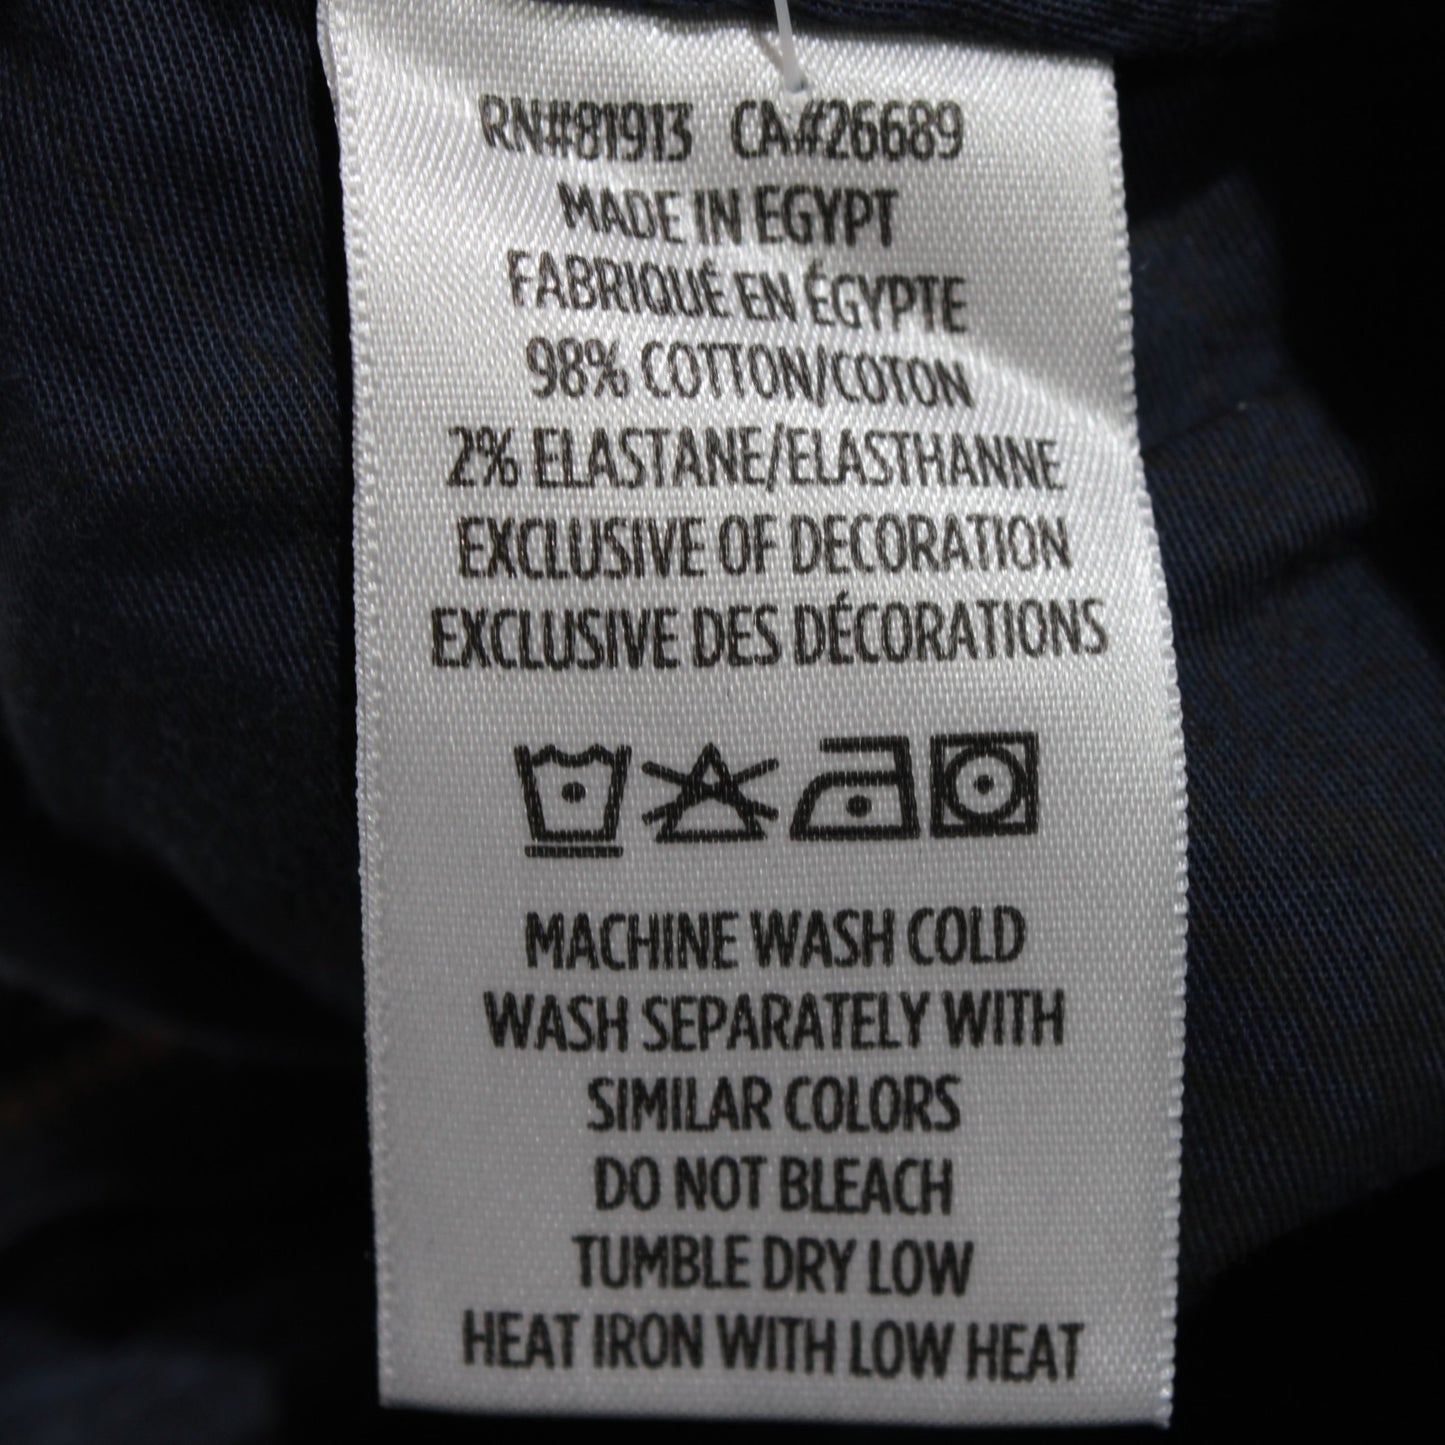 RN#81913 CA#26689
MADE IN EGYPT
FABRIQUÉ EN ÉGYPTE
98% COTTON/COTON
2% ELASTANE/ELASTHANNE
EXCLUSIVE OF DECORATION
EXCLUSIVE DES DÉCORATIONS
MACHINE WASH COLD
WASH SEPARATELY WITH
SIMILAR COLORS
DO NOT BLEACH
TUMBLE DRY LOW
HEAT IRON WITH LOW HEAT